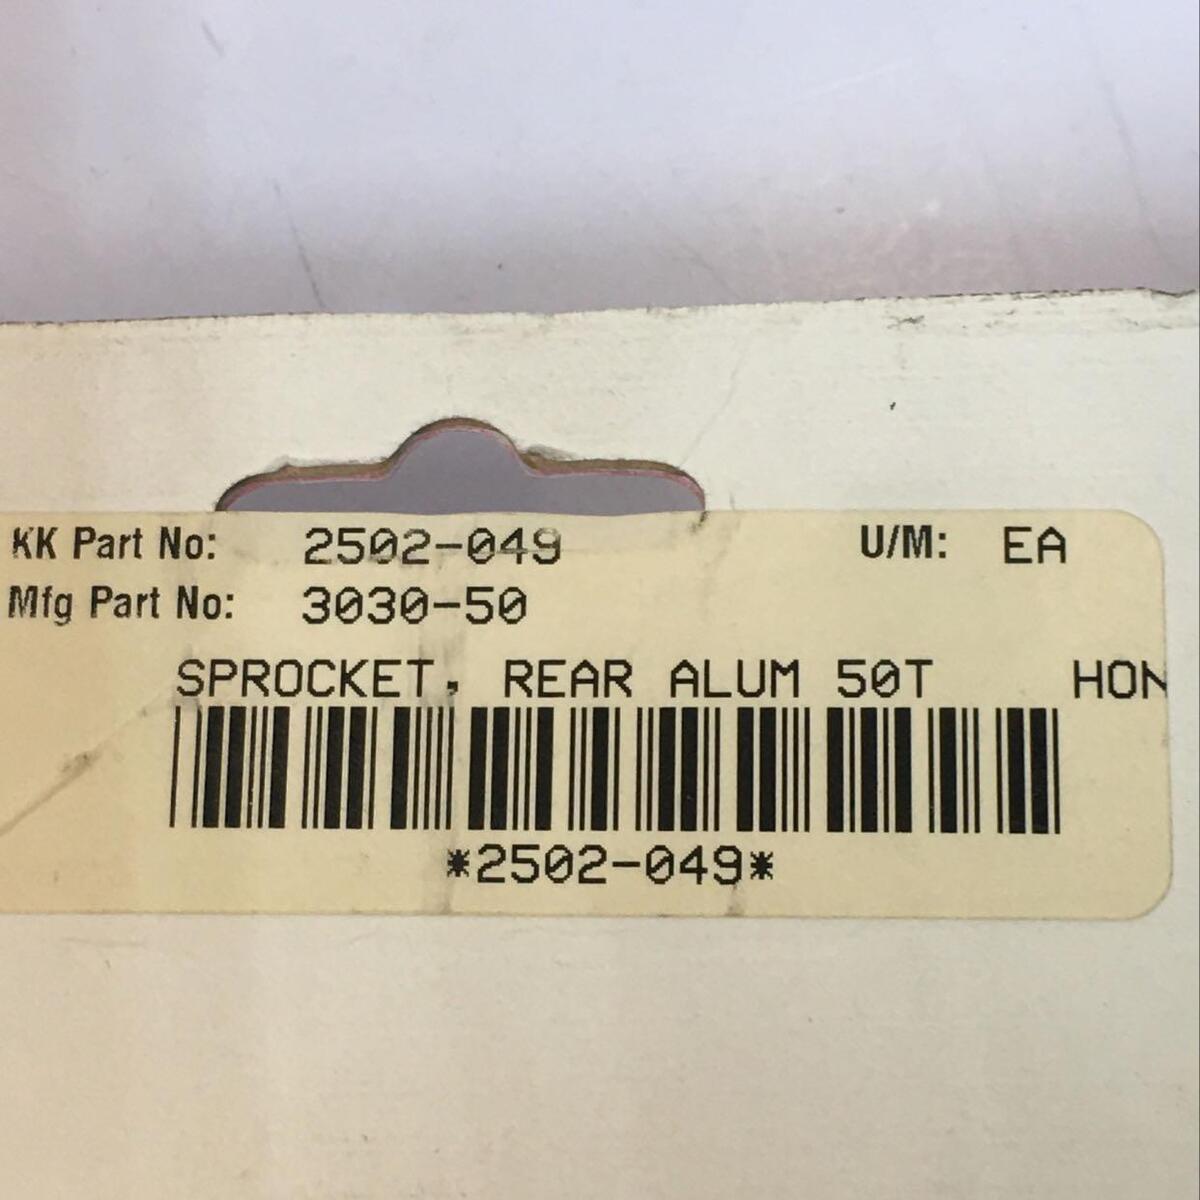 KK Part No: 2502-049 U/M: EA
Mfg Part No: 3030-50
SPROCKET, REAR ALUM 50T HON
*2502-049*